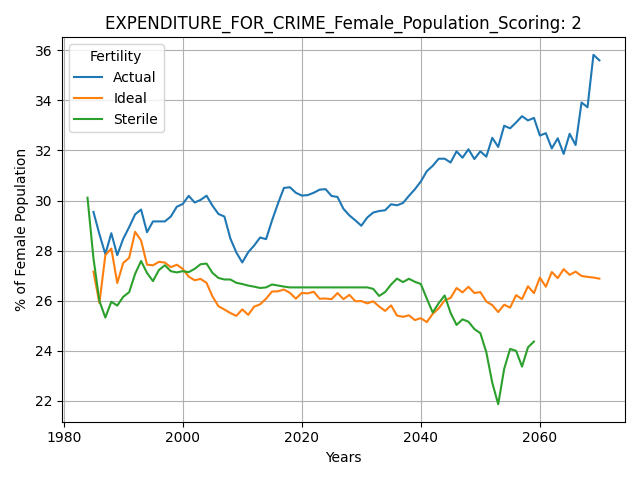 EXPENDITURE_FOR_CRIME_Female_Population_Scoring: 2
% of Female Population
36
34
32
30
28
26
24
22
Fertility
Actual
Ideal
Sterile
1980
2000
2020
2040
2060
Years